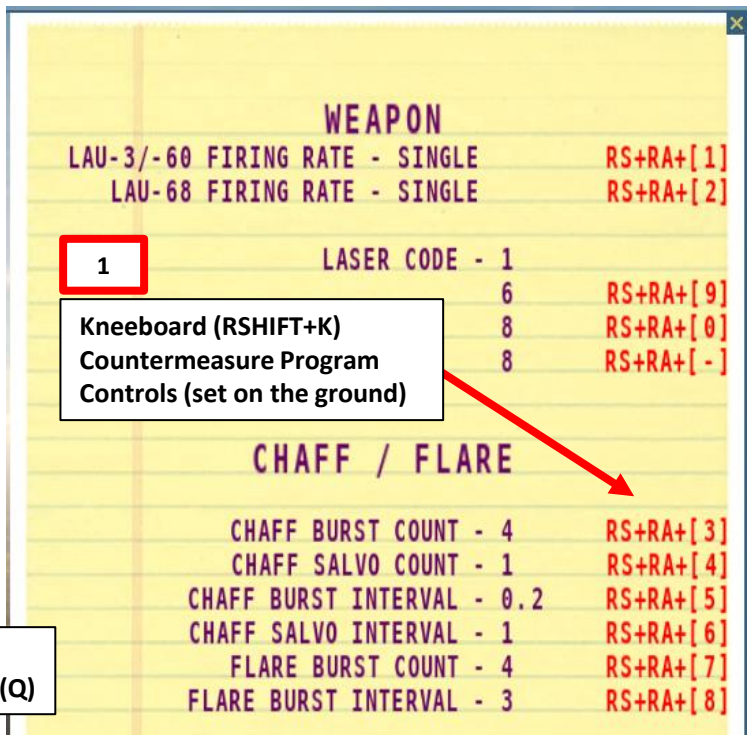 WEAPON
LAU-3/-60 FIRING RATE - SINGLE RS+RA+[1]
LAU-68 FIRING RATE - SINGLE RS+RA+[2]
1
LASER CODE - 1
6 RS+RA+[9]
8 RS+RA+[0]
8 RS+RA+[-]
Kneeboard (RSHIFT+K)
Countermeasure Program
Controls (set on the ground)
CHAFF / FLARE
CHAFF BURST COUNT - 4 RS+RA+[3]
CHAFF SALVO COUNT - 1 RS+RA+[4]
CHAFF BURST INTERVAL - 0.2 RS+RA+[5]
CHAFF SALVO INTERVAL - 1 RS+RA+[6]
FLARE BURST COUNT - 4 RS+RA+[7]
FLARE BURST INTERVAL - 3 RS+RA+[8]
(Q)